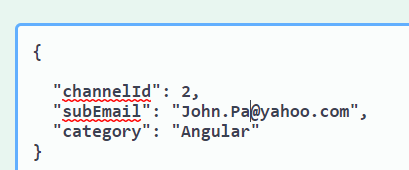 {
"channelId": 2,
"subEmail": "John.Pa@yahoo.com",
"category": "Angular"
}